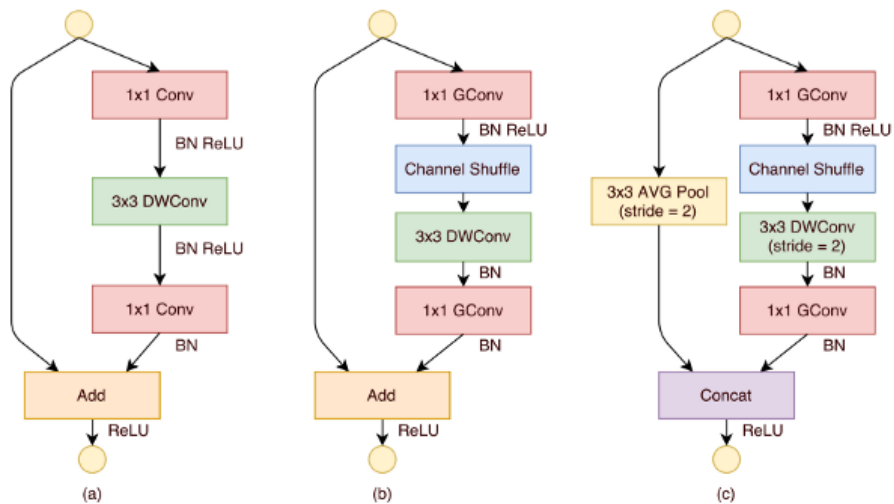 1x1 Conv
BN ReLU
3x3 DWConv
BN ReLU
1x1 Conv
BN
Add
ReLU
(a)
1x1 GConv
BN ReLU
Channel Shuffle
3x3 DWConv
BN
1x1 GConv
BN
Add
ReLU
(b)
1x1 GConv
BN ReLU
Channel Shuffle
3x3 AVG Pool
(stride = 2)
3x3 DWConv
(stride = 2)
BN
1x1 GConv
BN
Concat
ReLU
(c)